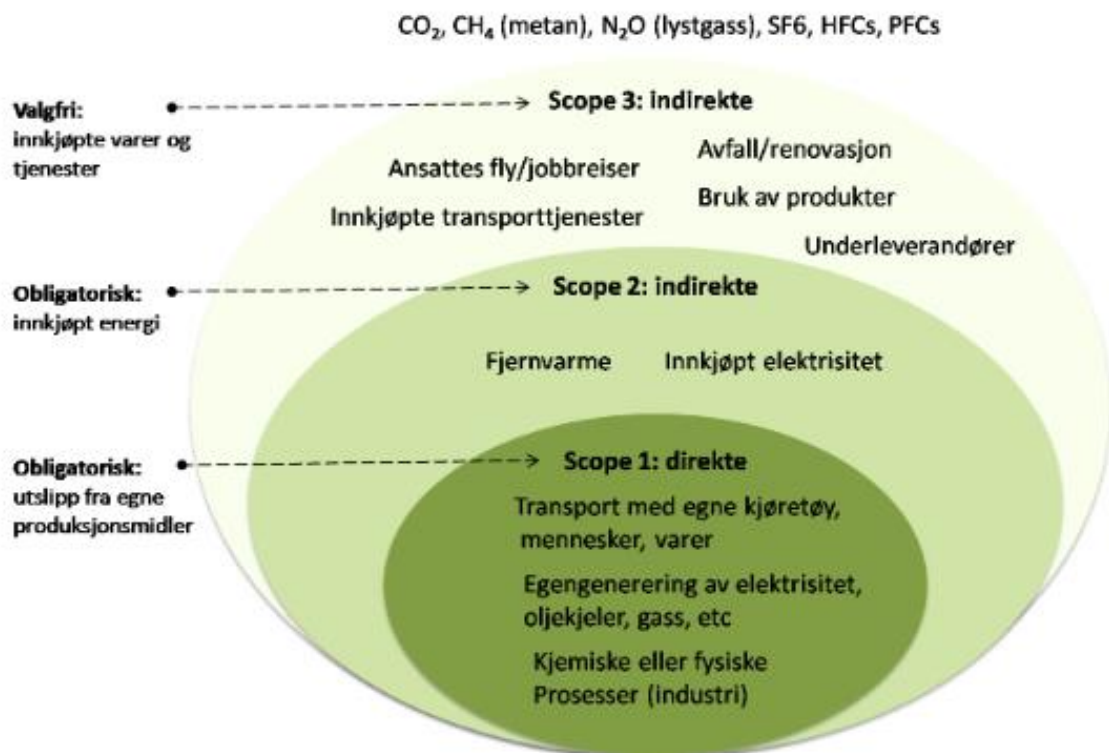 CO₂, CH₄ (metan), N₂O (lystgass), SF6, HFCs, PFCs
Valgfri:
innkjøpte varer og
tjenester
Scope 3: indirekte
Ansattes fly/jobbreiser
Avfall/renovasjon
Innkjøpte transporttjenester
Bruk av produkter
Underleverandører
Obligatorisk:
innkjøpt energi
Scope 2: indirekte
Fjernvarme
Innkjøpt elektrisitet
Obligatorisk:
utslipp fra egne
produksjonsmidler
Scope 1: direkte
Transport med egne kjøretøy,
mennesker, varer
Egengenerering av elektrisitet,
oljekjeler, gass, etc
Kjemiske eller fysiske
Prosesser (industri)